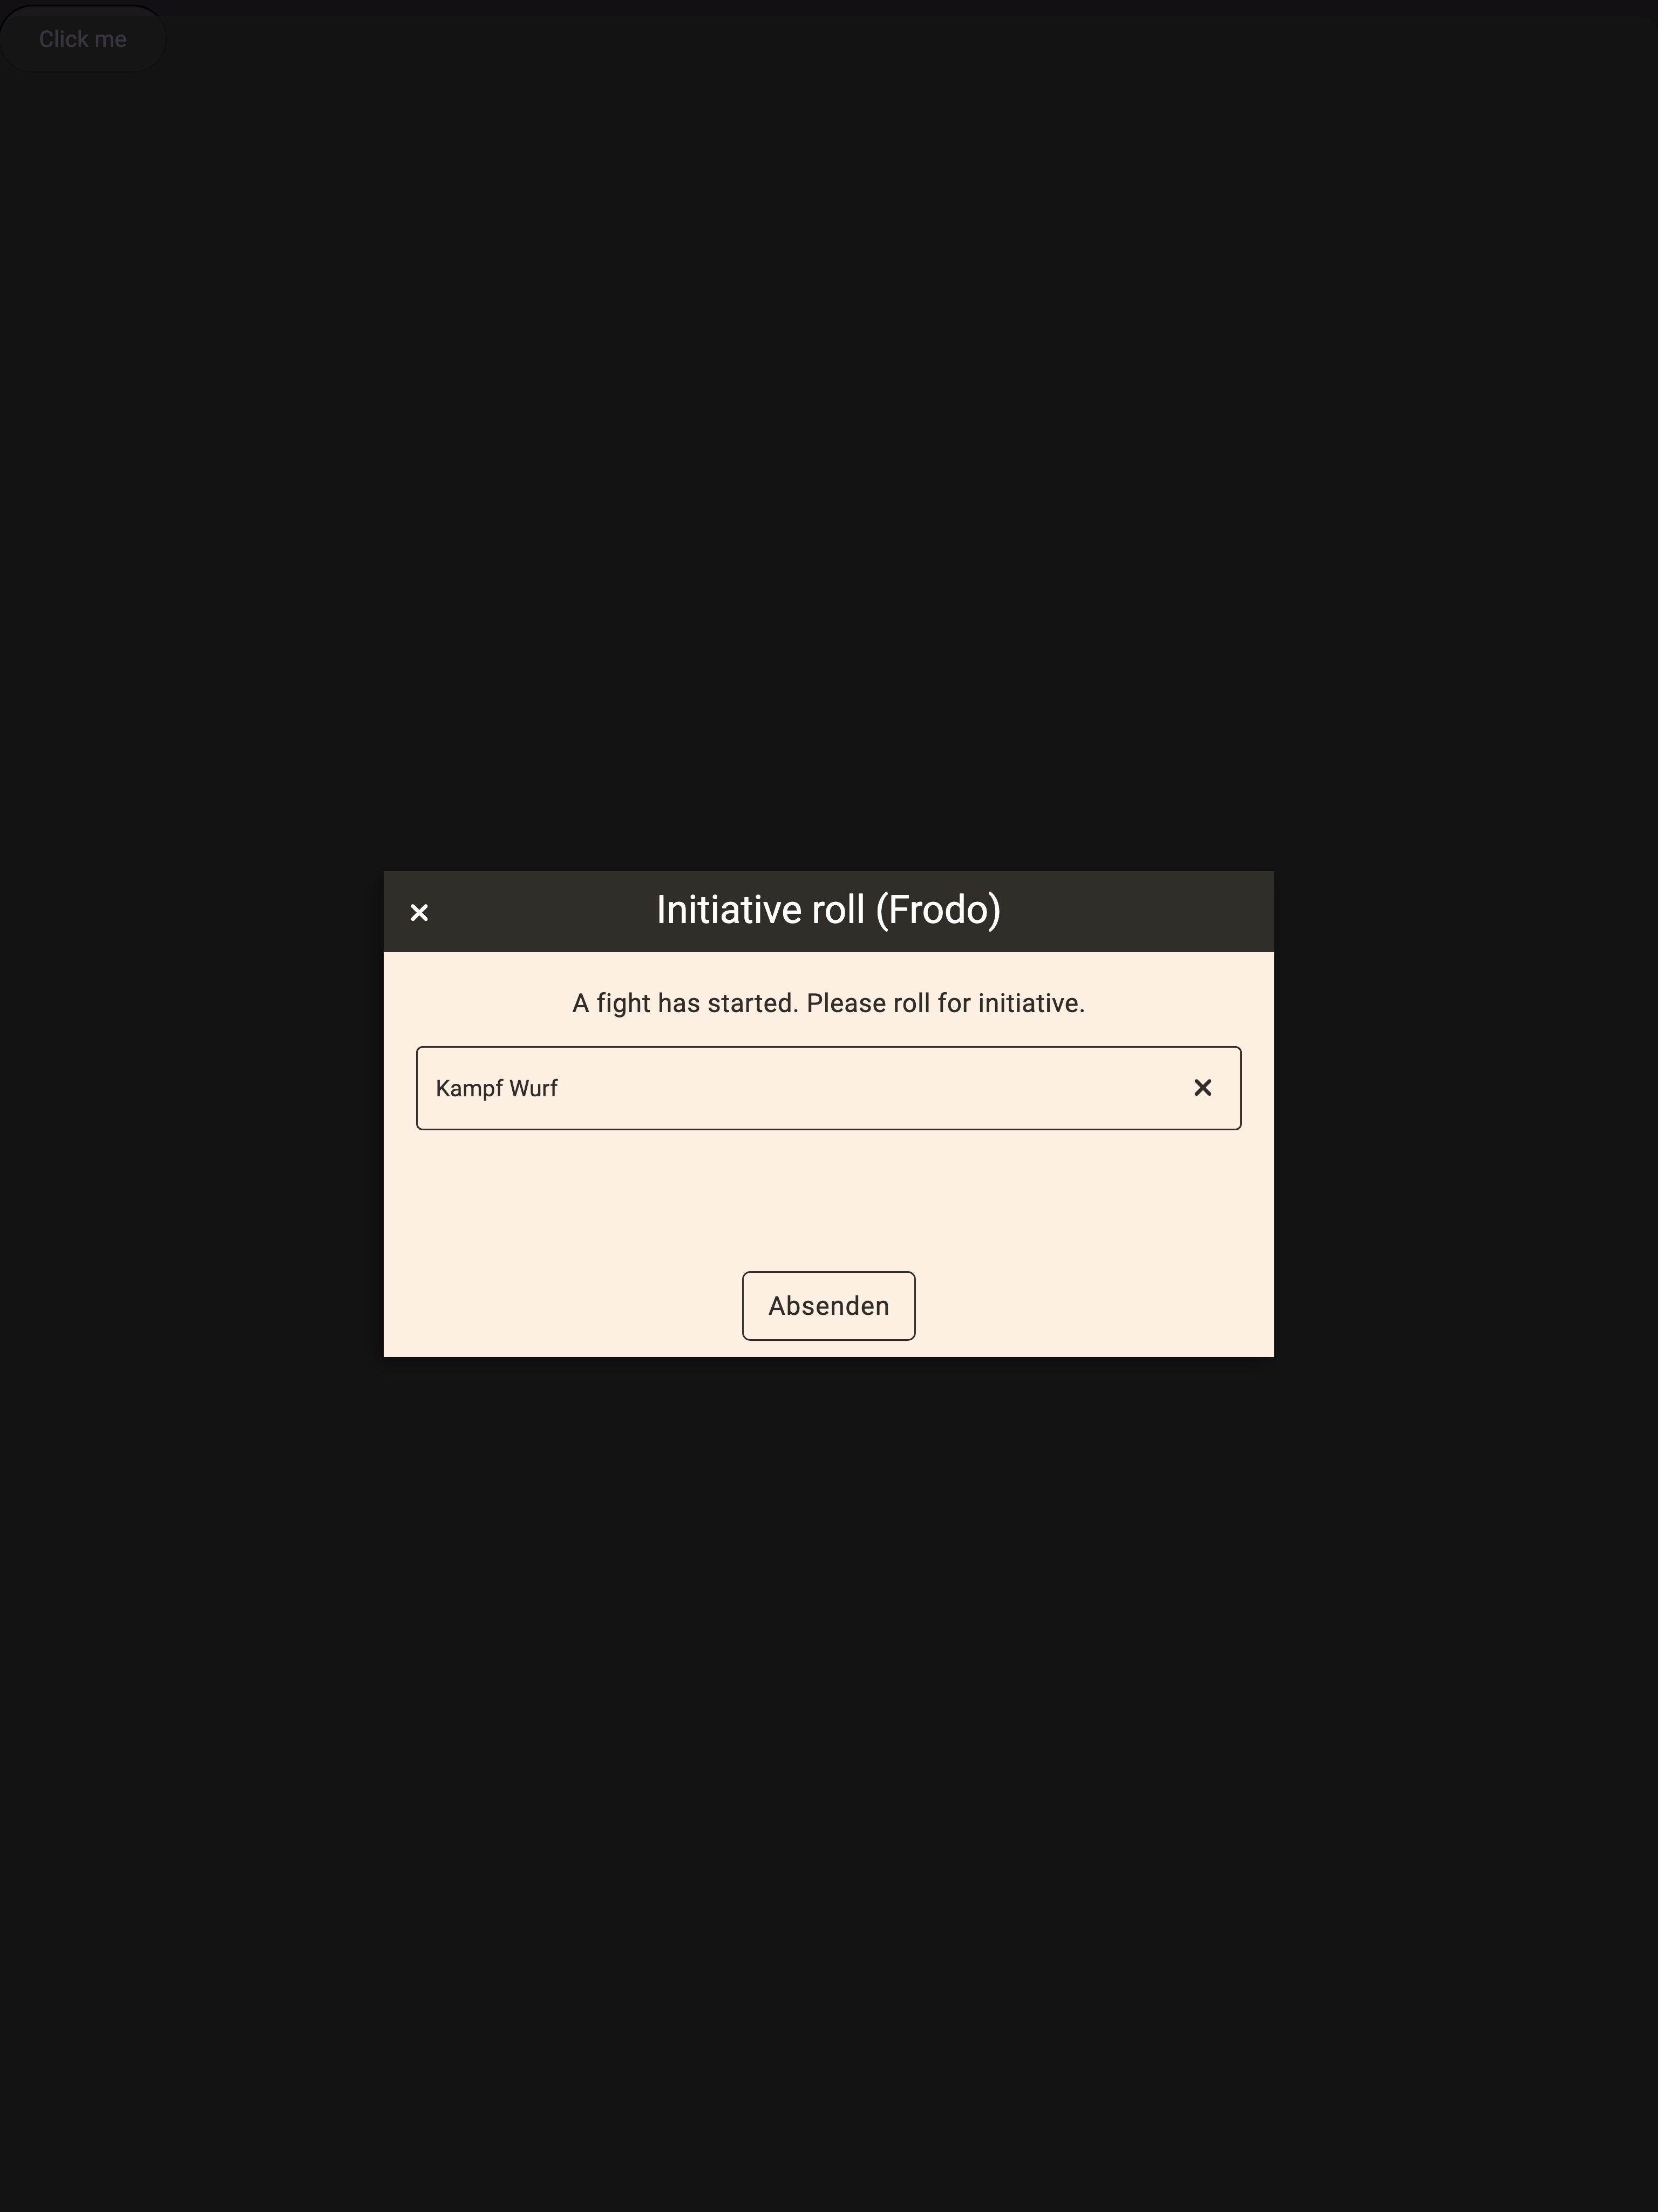 Click me
Initiative roll (Frodo)
A fight has started. Please roll for initiative.
Kampf Wurf
Absenden